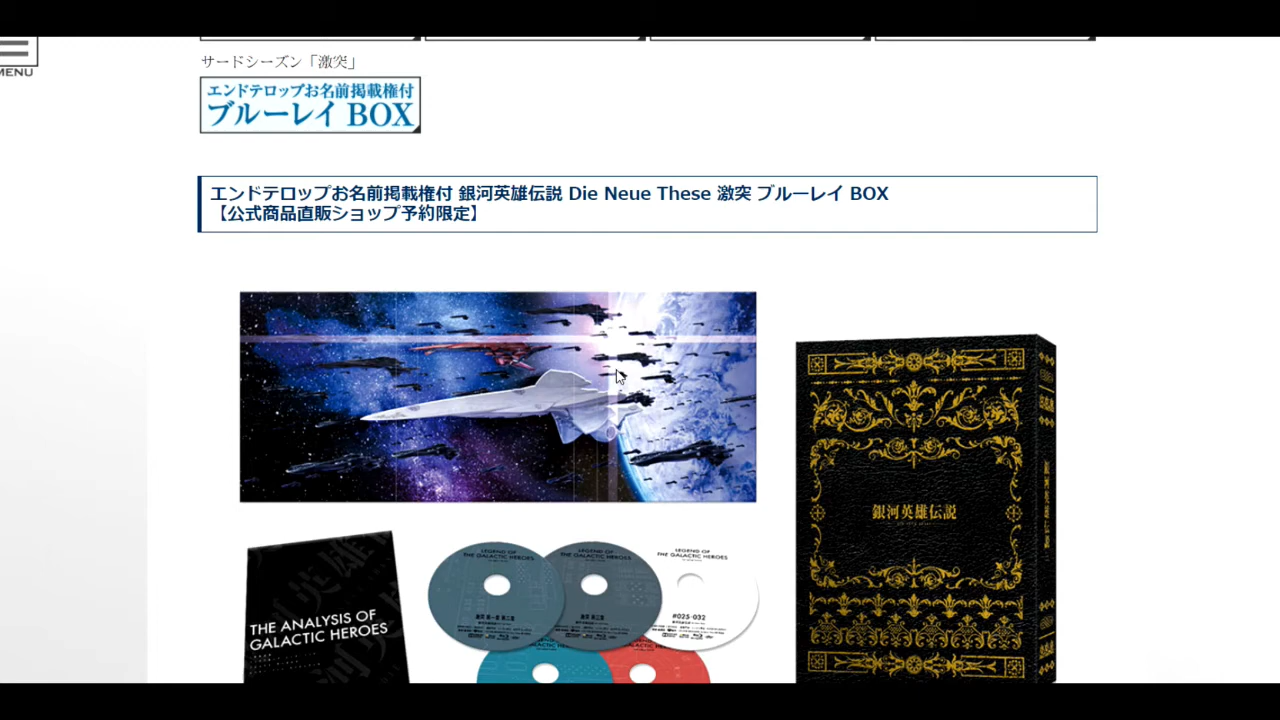 MENU
サードシーズン「激突」
エンドテロップお名前掲載権付
ブルーレイ BOX
エンドテロップお名前掲載権付 銀河英雄伝説 Die Neue These 激突 ブルーレイ BOX
【公式商品直販ショップ予約限定】
銀河英雄伝説
THE ANALYSIS OF
GALACTIC HEROES
LEGEND OF
THE GALACTIC HEROES
LEGEND OF
THE GALACTIC HEROES
LEGEND OF
THE GALACTIC HEROES
#025-032